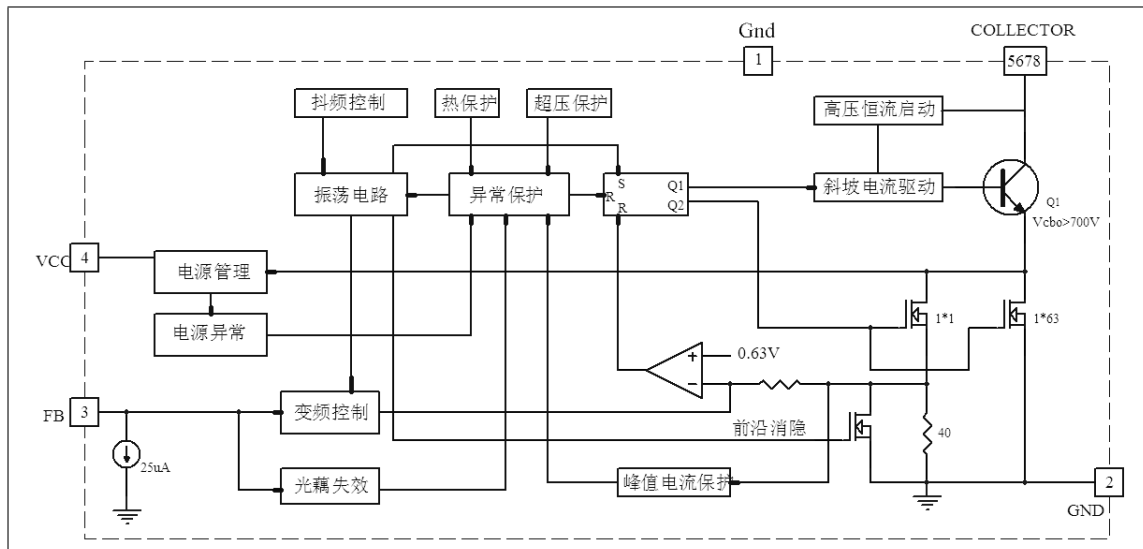 Gnd
COLLECTOR
1
5678
抖频控制
热保护
超压保护
高压恒流启动
振荡电路
异常保护
S
R
R
Q1
Q2
斜坡电流驱动
Q1
Vcbo>700V
VCC
4
电源管理
电源异常
1*1
1*63
0.63V
+
−
FB
3
变频控制
前沿消隐
40
25uA
光藕失效
峰值电流保护
2
GND